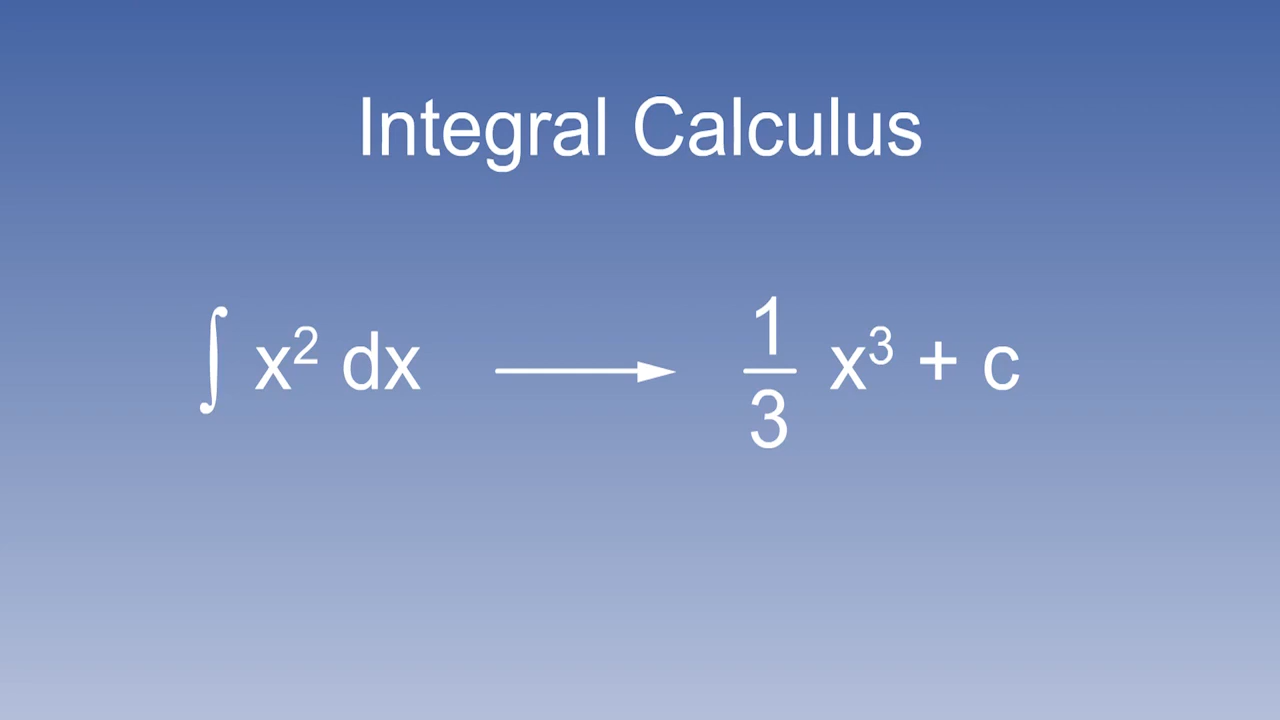 Integral Calculus
∫ x² dx ⟶ 1/3 x³ + c